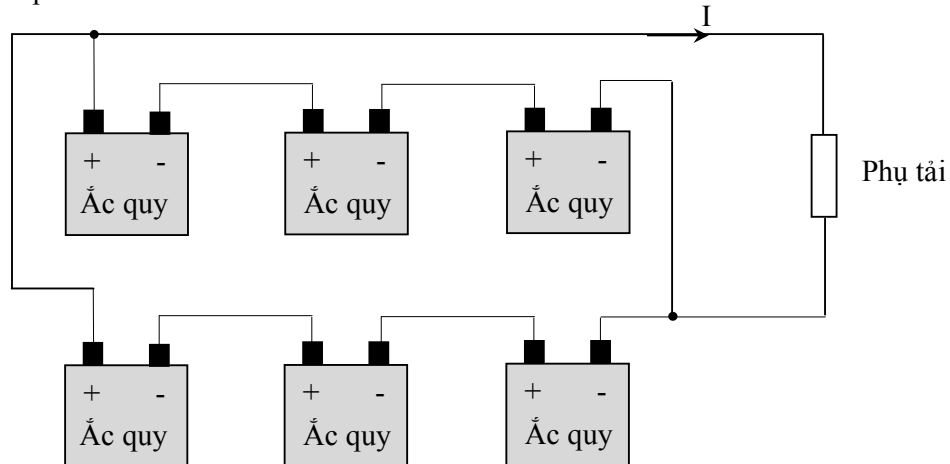 I
+ - + - + -
Phụ tải
Ắc quy Ắc quy Ắc quy
+ - + - + -
Ắc quy Ắc quy Ắc quy